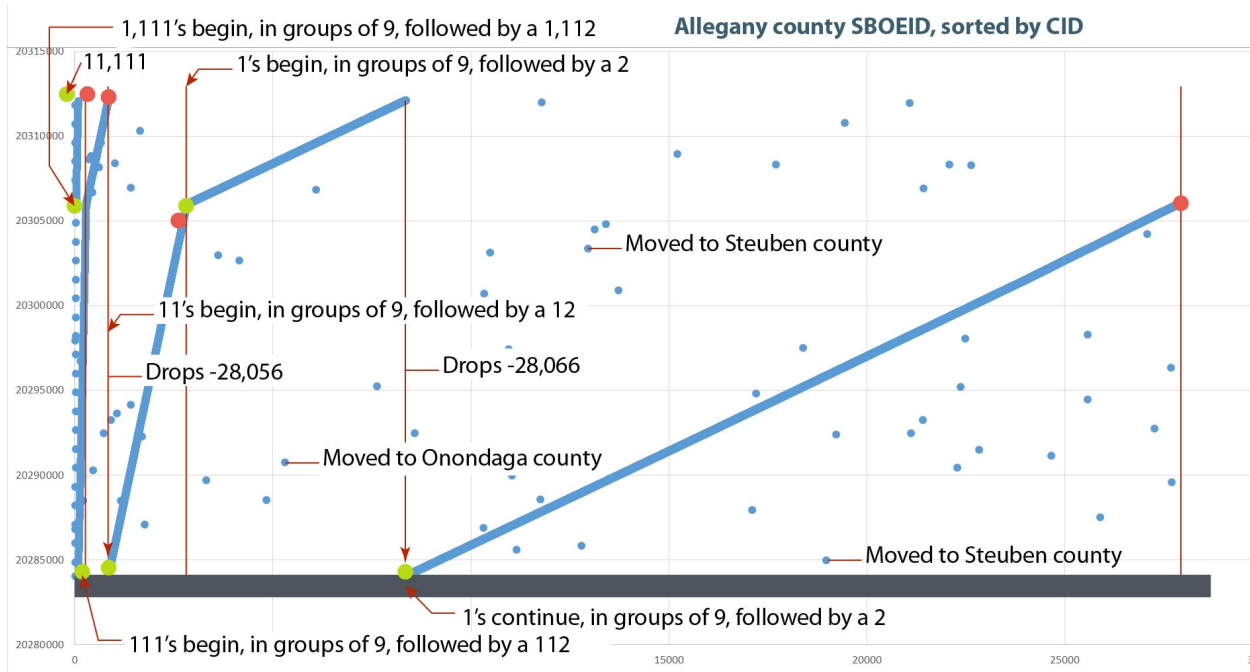 Allegany county SBOEID, sorted by CID
1,111's begin, in groups of 9, followed by a 1,112
20315000
11,111
1's begin, in groups of 9, followed by a 2
20310000
20305000
Moved to Steuben county
20300000
11's begin, in groups of 9, followed by a 12
Drops -28,056
Drops -28,066
20295000
20290000
Moved to Onondaga county
20285000
Moved to Steuben county
1's continue, in groups of 9, followed by a 2
20280000
111's begin, in groups of 9, followed by a 112
0
15000
20000
25000